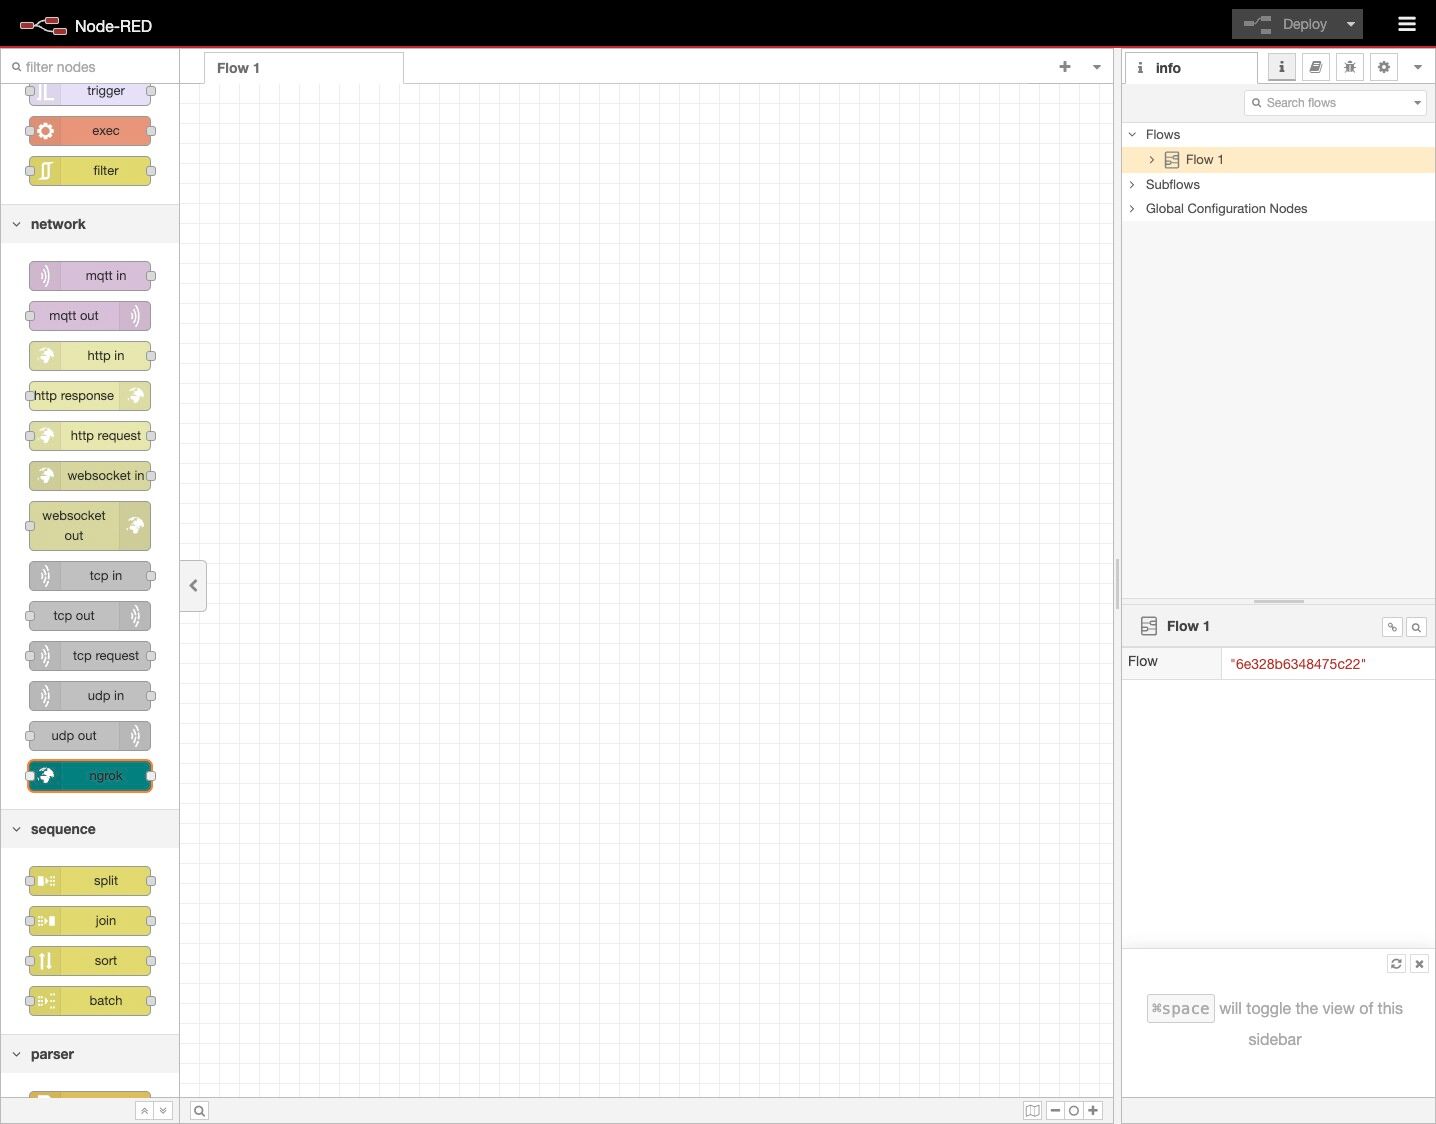 Node-RED
Deploy
filter nodes
trigger
exec
filter
network
mqtt in
mqtt out
http in
http response
http request
websocket in
websocket
out
tcp in
tcp out
tcp request
udp in
udp out
ngrok
sequence
split
join
sort
batch
parser
Flow 1
i info
i
Search flows
Flows
Flow 1
Subflows
Global Configuration Nodes
Flow 1
Flow "6e328b6348475c22"
⌘space will toggle the view of this
sidebar